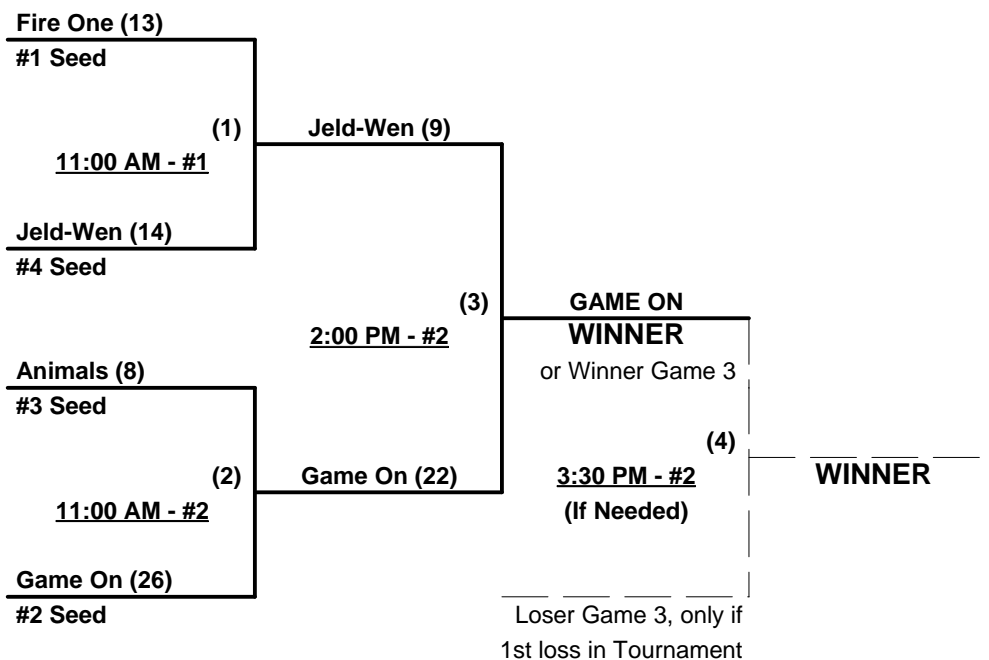 Fire One (13)
#1 Seed
(1)
11:00 AM - #1
Jeld-Wen (9)
Jeld-Wen (14)
#4 Seed
(3)
2:00 PM - #2
GAME ON
WINNER
or Winner Game 3
Animals (8)
#3 Seed
(2)
11:00 AM - #2
Game On (22)
(4)
3:30 PM - #2
(If Needed)
WINNER
Game On (26)
#2 Seed
Loser Game 3, only if
1st loss in Tournament